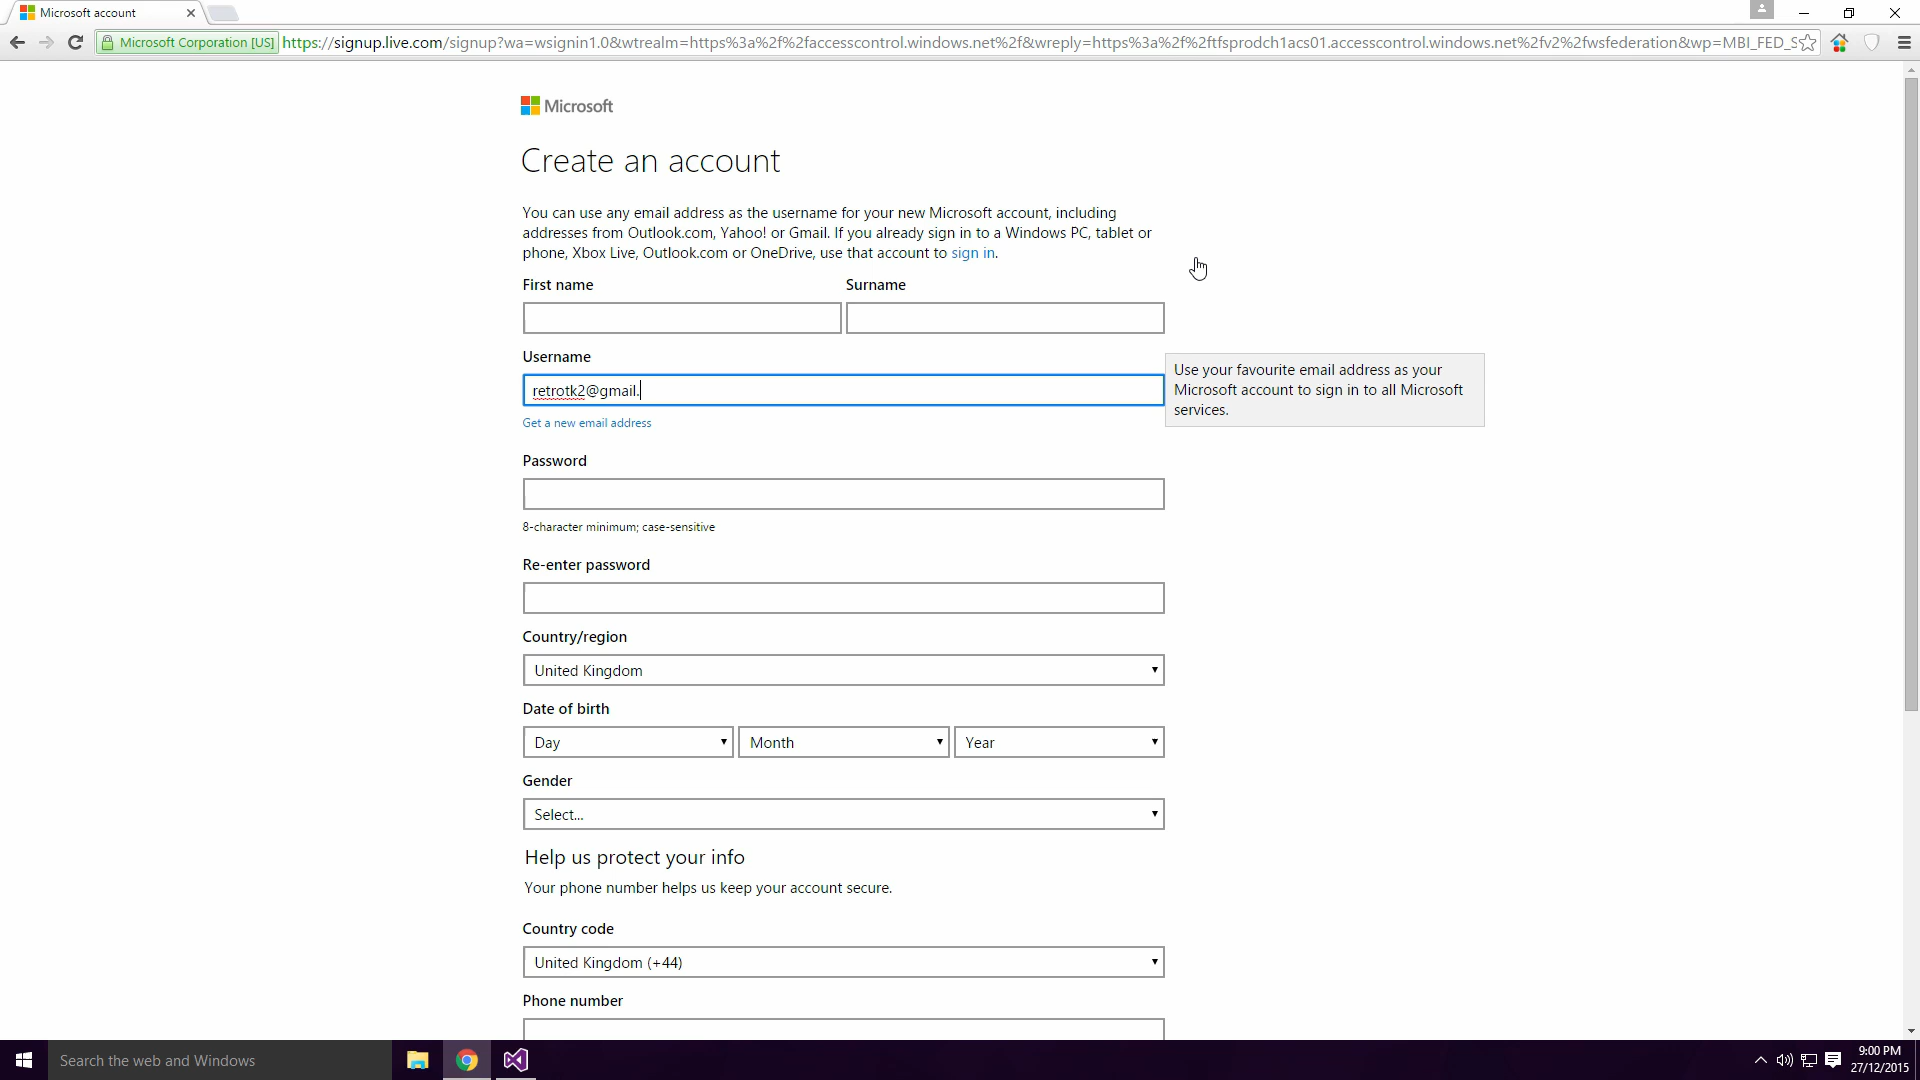 Microsoft account
Microsoft Corporation [US]
https://signup.live.com/signup?wa=wsignin1.0&wtrealm=https%3a%2f%2faccesscontrol.windows.net%2f&wreply=https%3a%2f%2ftfsprodch1acs01.accesscontrol.windows.net%2fv2%2fwsfederation&wp=MBI_FED_S
Microsoft
Create an account
You can use any email address as the username for your new Microsoft account, including
addresses from Outlook.com, Yahoo! or Gmail. If you already sign in to a Windows PC, tablet or
phone, Xbox Live, Outlook.com or OneDrive, use that account to sign in.
First name Surname
Username
retrotk2@gmail.
Use your favourite email address as your
Microsoft account to sign in to all Microsoft
services.
Get a new email address
Password
8-character minimum; case-sensitive
Re-enter password
Country/region
United Kingdom
Date of birth
Day Month Year
Gender
Select...
Help us protect your info
Your phone number helps us keep your account secure.
Country code
United Kingdom (+44)
Phone number
Search the web and Windows
9:00 PM
27/12/2015